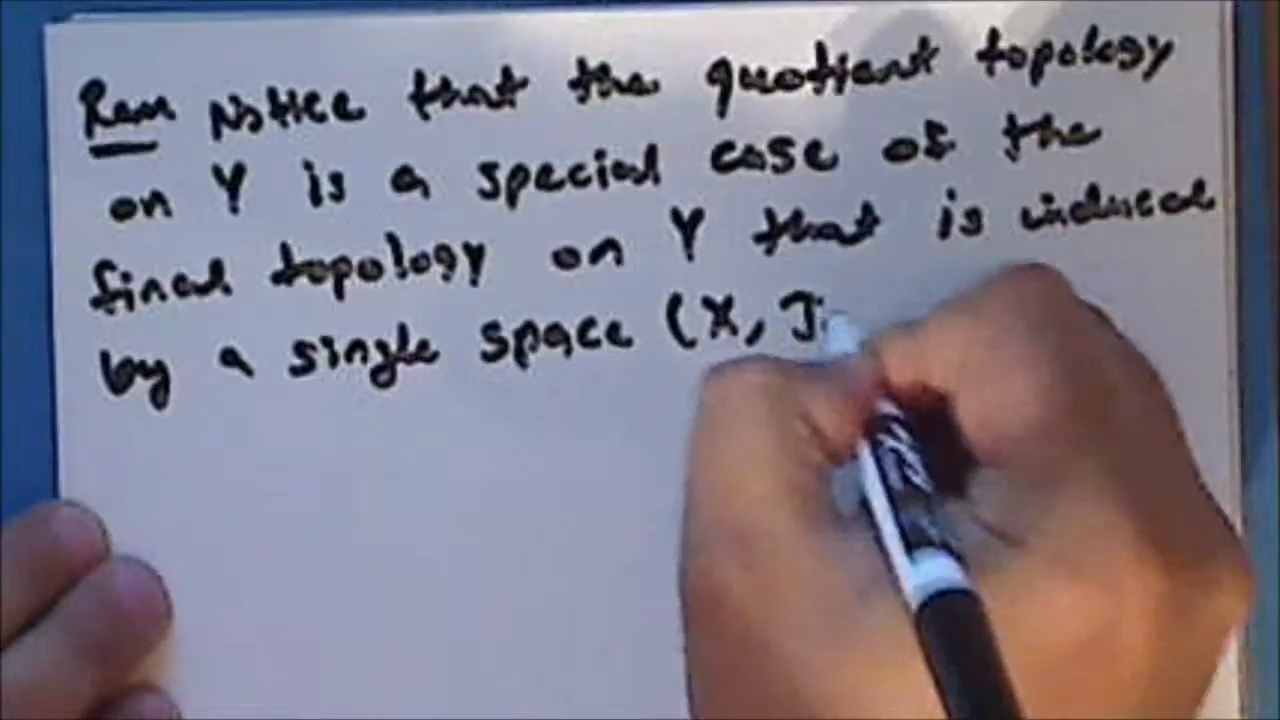 Rem Notice that the quotient topology
on Y is a special case of the
final topology on Y that is induced
by a single space (X, J